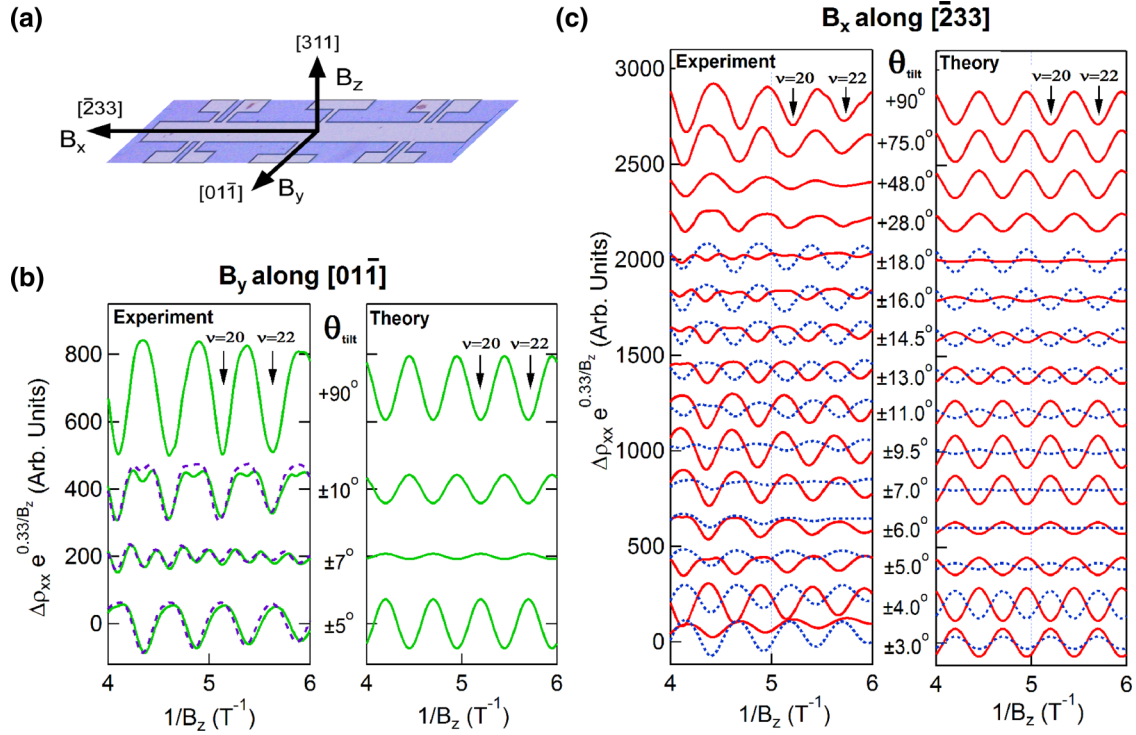 (a)
[311]
B_z
[2̄33]
B_x
[011̄]
B_y
(b)
B_y along [011̄]
Experiment
ν=20
ν=22
θ_tilt
Theory
ν=20
ν=22
+90°
±10°
±7°
±5°
800
600
400
200
0
Δρ_xx e^0.33/B_z (Arb. Units)
4
5
6
4
5
6
1/B_z (T⁻¹)
1/B_z (T⁻¹)
(c)
B_x along [2̄33]
Experiment
ν=20
ν=22
θ_tilt
Theory
ν=20
ν=22
+90°
+75.0°
+48.0°
+28.0°
±18.0°
±16.0°
±14.5°
±13.0°
±11.0°
±9.5°
±7.0°
±6.0°
±5.0°
±4.0°
±3.0°
3000
2500
2000
1500
1000
500
0
Δρ_xx e^0.33/B_z (Arb. Units)
4
5
6
4
5
6
1/B_z (T⁻¹)
1/B_z (T⁻¹)